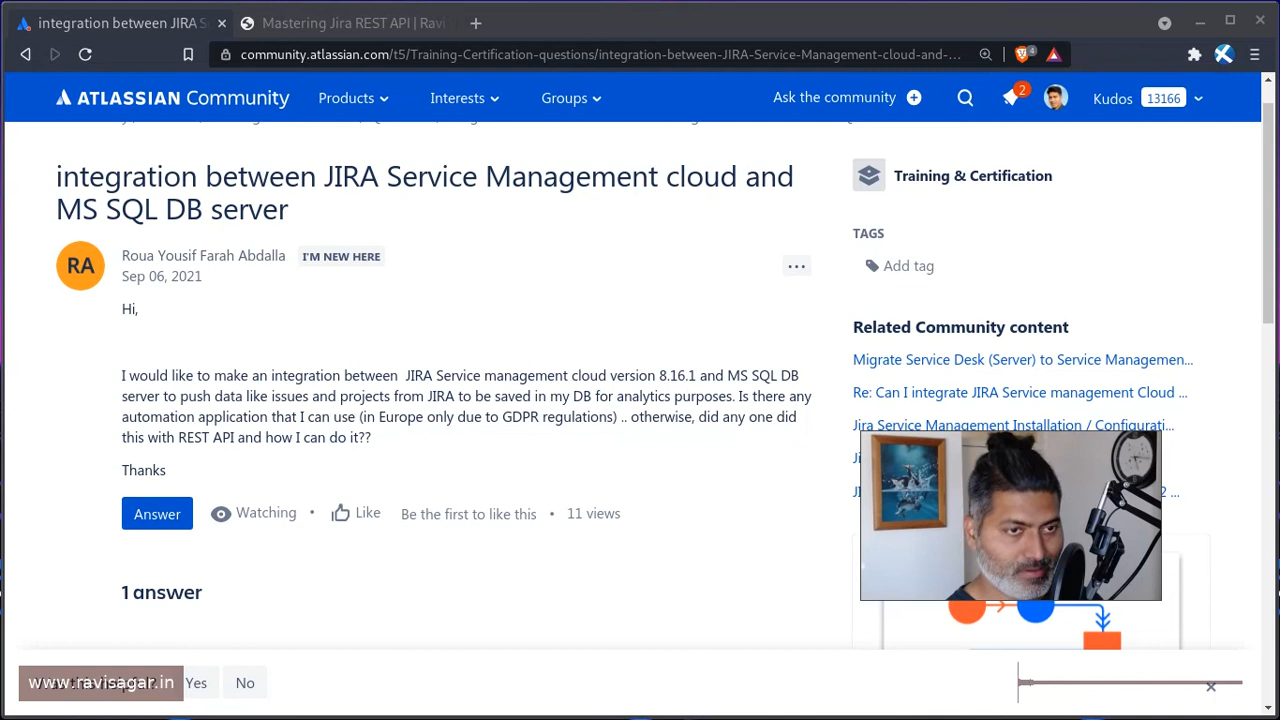 integration between JIRA S
Mastering Jira REST API | Ravi
community.atlassian.com/t5/Training-Certification-questions/integration-between-JIRA-Service-Management-cloud-and-...
4
ATLASSIAN Community
Products
Interests
Groups
Ask the community
2
Kudos
13166
integration between JIRA Service Management cloud and
MS SQL DB server
RA
Roua Yousif Farah Abdalla
I'M NEW HERE
Sep 06, 2021
...
Hi,
I would like to make an integration between JIRA Service management cloud version 8.16.1 and MS SQL DB
server to push data like issues and projects from JIRA to be saved in my DB for analytics purposes. Is there any
automation application that I can use (in Europe only due to GDPR regulations) .. otherwise, did any one did
this with REST API and how I can do it??
Thanks
Answer
Watching
•
Like
Be the first to like this
•
11 views
1 answer
Training & Certification
TAGS
Add tag
Related Community content
Migrate Service Desk (Server) to Service Managemen...
Re: Can I integrate JIRA Service management Cloud ...
Jira Service Management Installation / Configurati...
2 ...
www.ravisagar.in
Yes
No